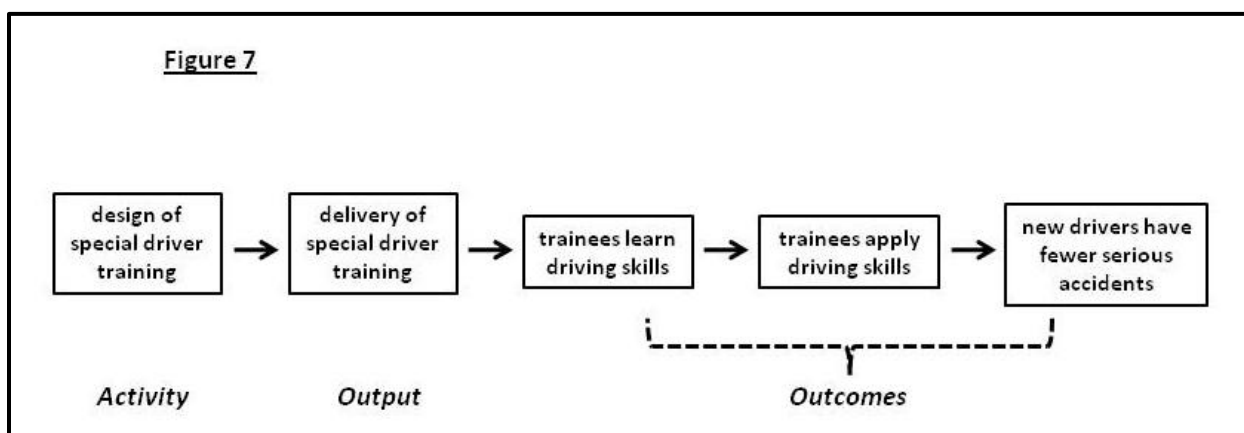 Figure 7
design of
special driver
training
delivery of
special driver
training
trainees learn
driving skills
trainees apply
driving skills
new drivers have
fewer serious
accidents
Activity
Output
Outcomes